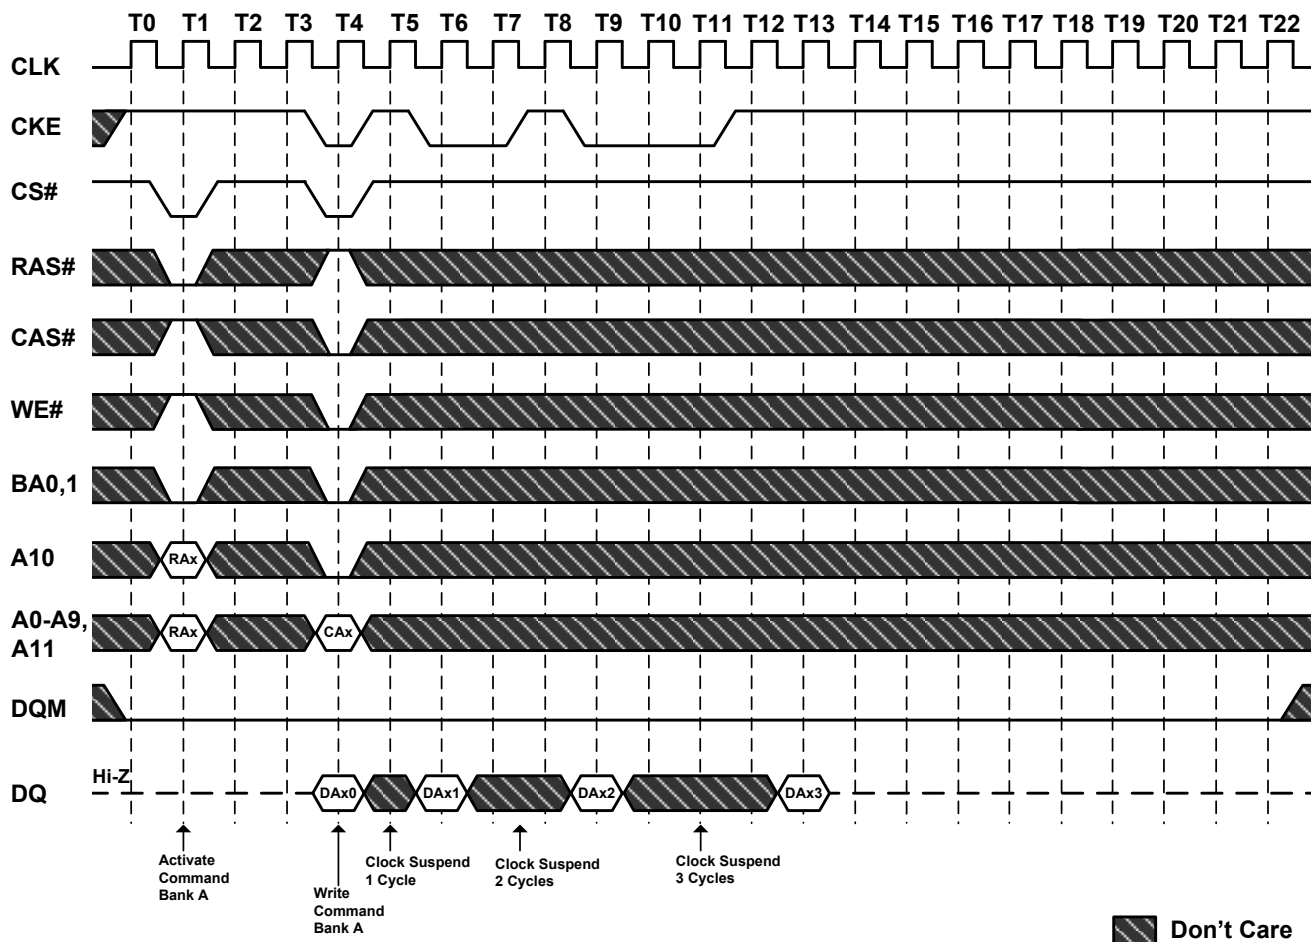 T0 T1 T2 T3 T4 T5 T6 T7 T8 T9 T10 T11 T12 T13 T14 T15 T16 T17 T18 T19 T20 T21 T22
CLK
CKE
CS#
RAS#
CAS#
WE#
BA0,1
A10
RAx
A0-A9,
A11
RAx CAx
DQM
Hi-Z
DQ
DAx0 DAx1 DAx2 DAx3
Activate
Command
Bank A
Write
Command
Bank A
Clock Suspend
1 Cycle
Clock Suspend
2 Cycles
Clock Suspend
3 Cycles
Don't Care